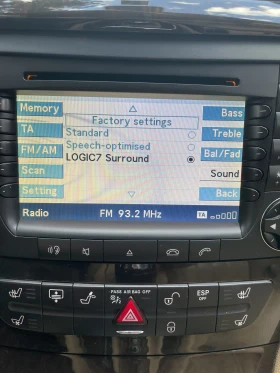 Memory
Bass
Factory settings
TA
Standard
Treble
Speech-optimised
FM/AM
Bal/Fad
LOGIC7 Surround
Scan
Sound
Setting
Back
Radio FM 93.2 MHz TA
PASS AIR BAG OFF
ESP
OFF